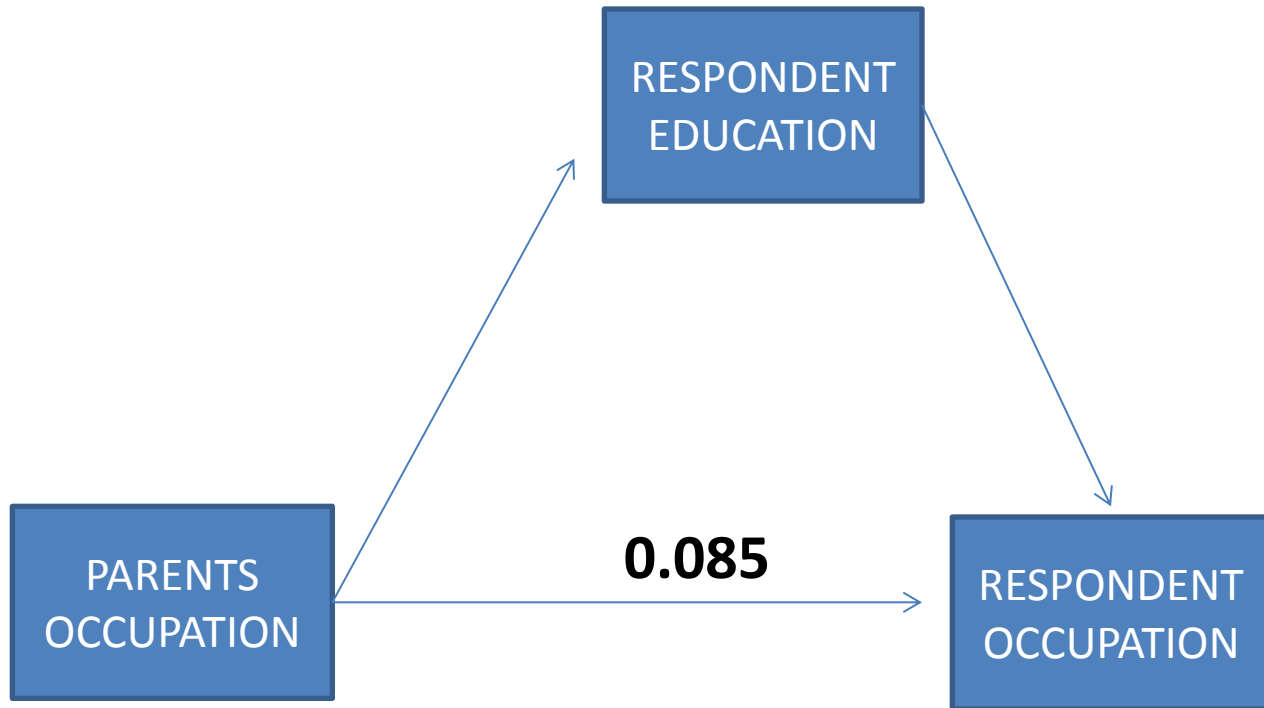 RESPONDENT
EDUCATION
0.085
PARENTS
OCCUPATION
RESPONDENT
OCCUPATION